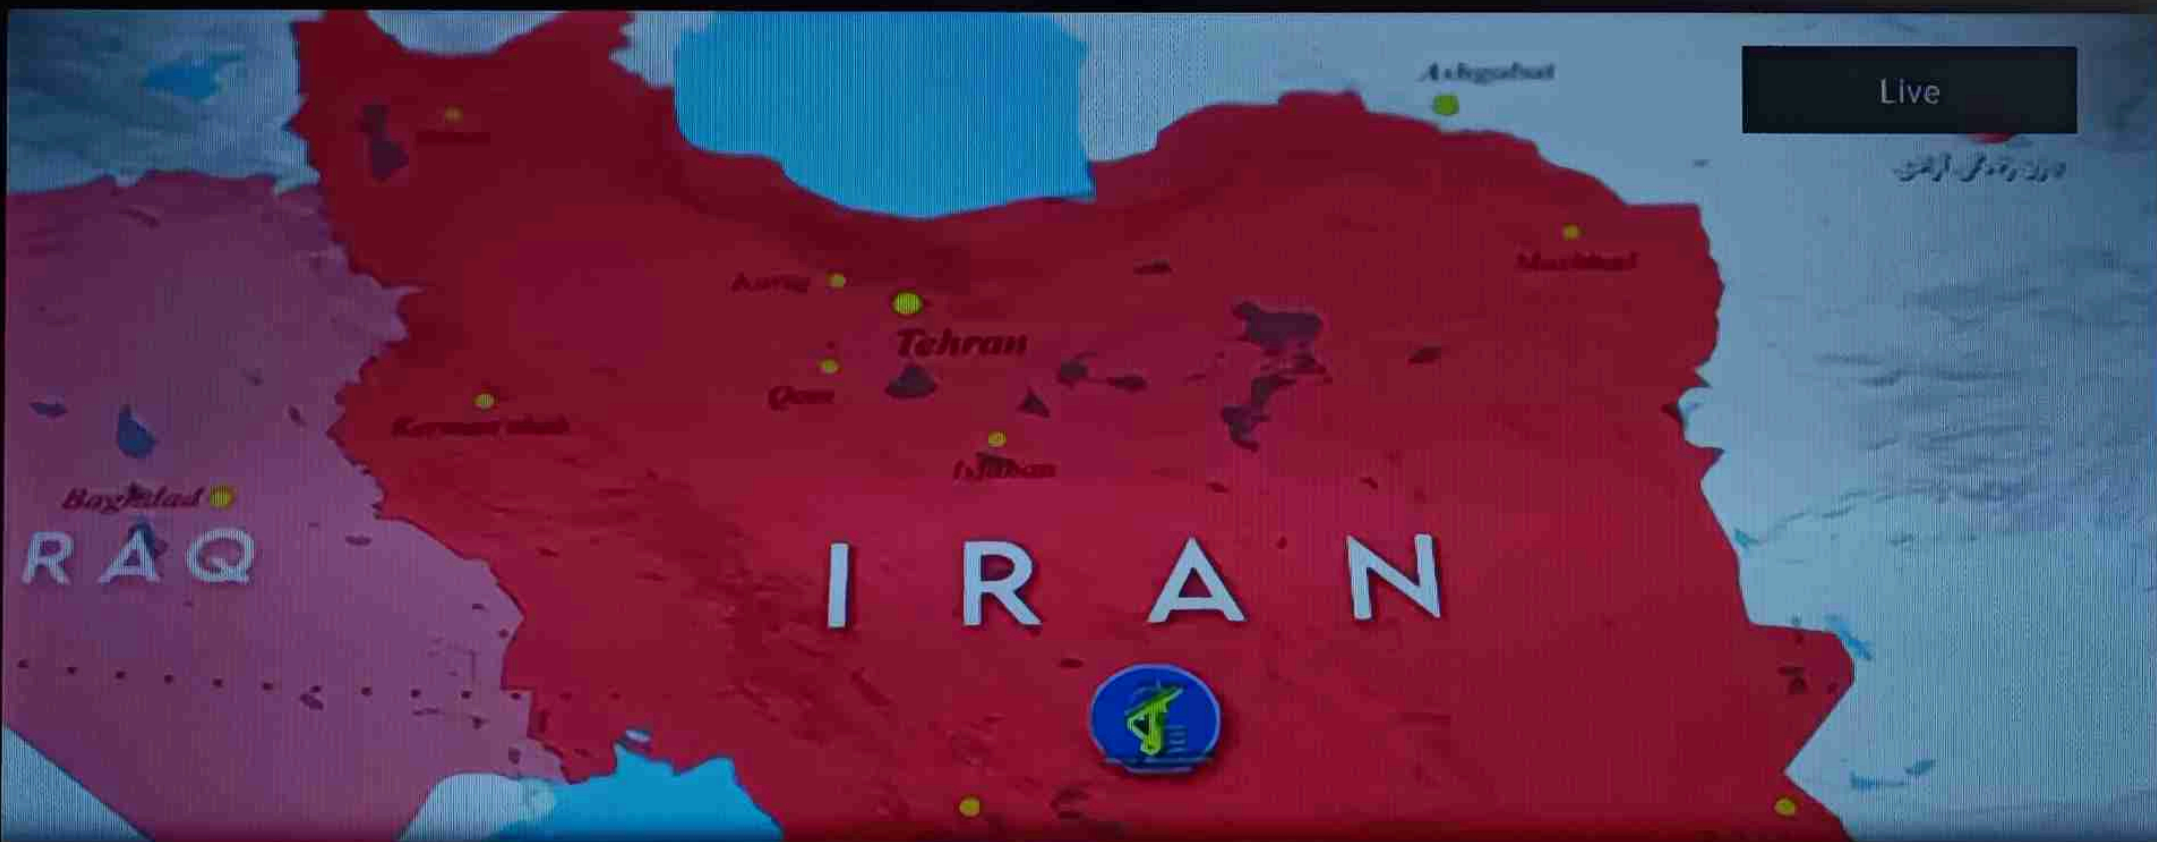 Live
Ashgabat
Mashhad
Karaj
Tehran
Qom
Kermanshah
Isfahan
Baghdad
RAQ
IRAN